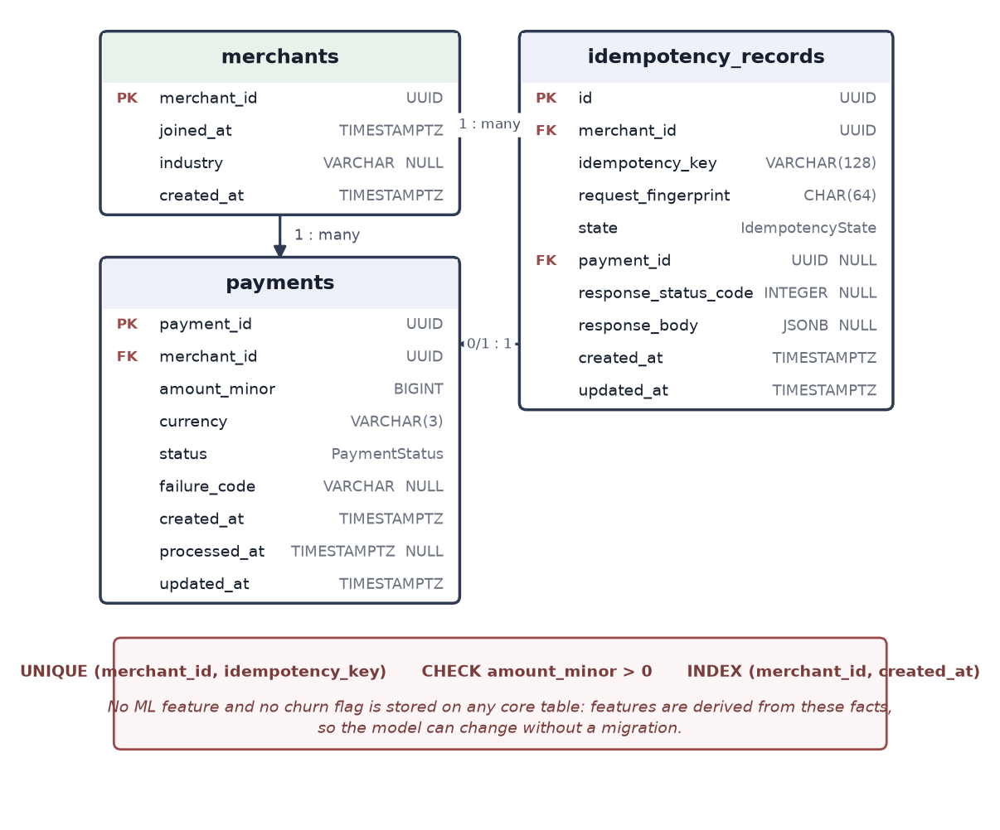 merchants
PK merchant_id UUID
joined_at TIMESTAMPTZ
industry VARCHAR NULL
created_at TIMESTAMPTZ
1 : many
idempotency_records
PK id UUID
FK merchant_id UUID
idempotency_key VARCHAR(128)
request_fingerprint CHAR(64)
state IdempotencyState
FK payment_id UUID NULL
response_status_code INTEGER NULL
response_body JSONB NULL
created_at TIMESTAMPTZ
updated_at TIMESTAMPTZ
1 : many
0/1 : 1
payments
PK payment_id UUID
FK merchant_id UUID
amount_minor BIGINT
currency VARCHAR(3)
status PaymentStatus
failure_code VARCHAR NULL
created_at TIMESTAMPTZ
processed_at TIMESTAMPTZ NULL
updated_at TIMESTAMPTZ
UNIQUE (merchant_id, idempotency_key) CHECK amount_minor > 0 INDEX (merchant_id, created_at)
No ML feature and no churn flag is stored on any core table: features are derived from these facts,
so the model can change without a migration.